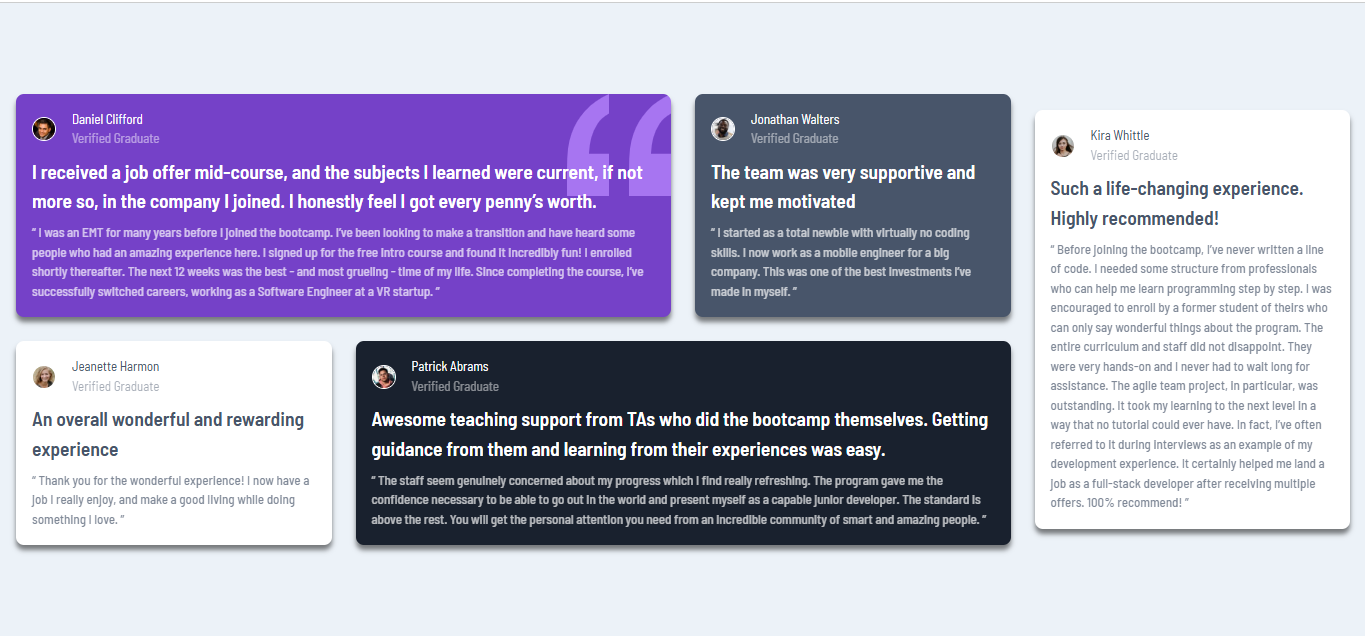 Daniel Clifford
Verified Graduate
I received a job offer mid-course, and the subjects I learned were current, if not
more so, in the company I joined. I honestly feel I got every penny’s worth.
“ I was an EMT for many years before I joined the bootcamp. I’ve been looking to make a transition and have heard some
people who had an amazing experience here. I signed up for the free intro course and found it incredibly fun! I enrolled
shortly thereafter. The next 12 weeks was the best - and most grueling - time of my life. Since completing the course, I’ve
successfully switched careers, working as a Software Engineer at a VR startup. ”
Jonathan Walters
Verified Graduate
The team was very supportive and
kept me motivated
“ I started as a total newbie with virtually no coding
skills. I now work as a mobile engineer for a big
company. This was one of the best investments I’ve
made in myself. ”
Kira Whittle
Verified Graduate
Such a life-changing experience.
Highly recommended!
“ Before joining the bootcamp, I’ve never written a line
of code. I needed some structure from professionals
who can help me learn programming step by step. I was
encouraged to enroll by a former student of theirs who
can only say wonderful things about the program. The
entire curriculum and staff did not disappoint. They
were very hands-on and I never had to wait long for
assistance. The agile team project, in particular, was
outstanding. It took my learning to the next level in a
way that no tutorial could ever have. In fact, I’ve often
referred to it during interviews as an example of my
development experience. It certainly helped me land a
job as a full-stack developer after receiving multiple
offers. 100% recommend! ”
Jeanette Harmon
Verified Graduate
An overall wonderful and rewarding
experience
“ Thank you for the wonderful experience! I now have a
job I really enjoy, and make a good living while doing
something I love. ”
Patrick Abrams
Verified Graduate
Awesome teaching support from TAs who did the bootcamp themselves. Getting
guidance from them and learning from their experiences was easy.
“ The staff seem genuinely concerned about my progress which I find really refreshing. The program gave me the
confidence necessary to be able to go out in the world and present myself as a capable junior developer. The standard is
above the rest. You will get the personal attention you need from an incredible community of smart and amazing people. ”